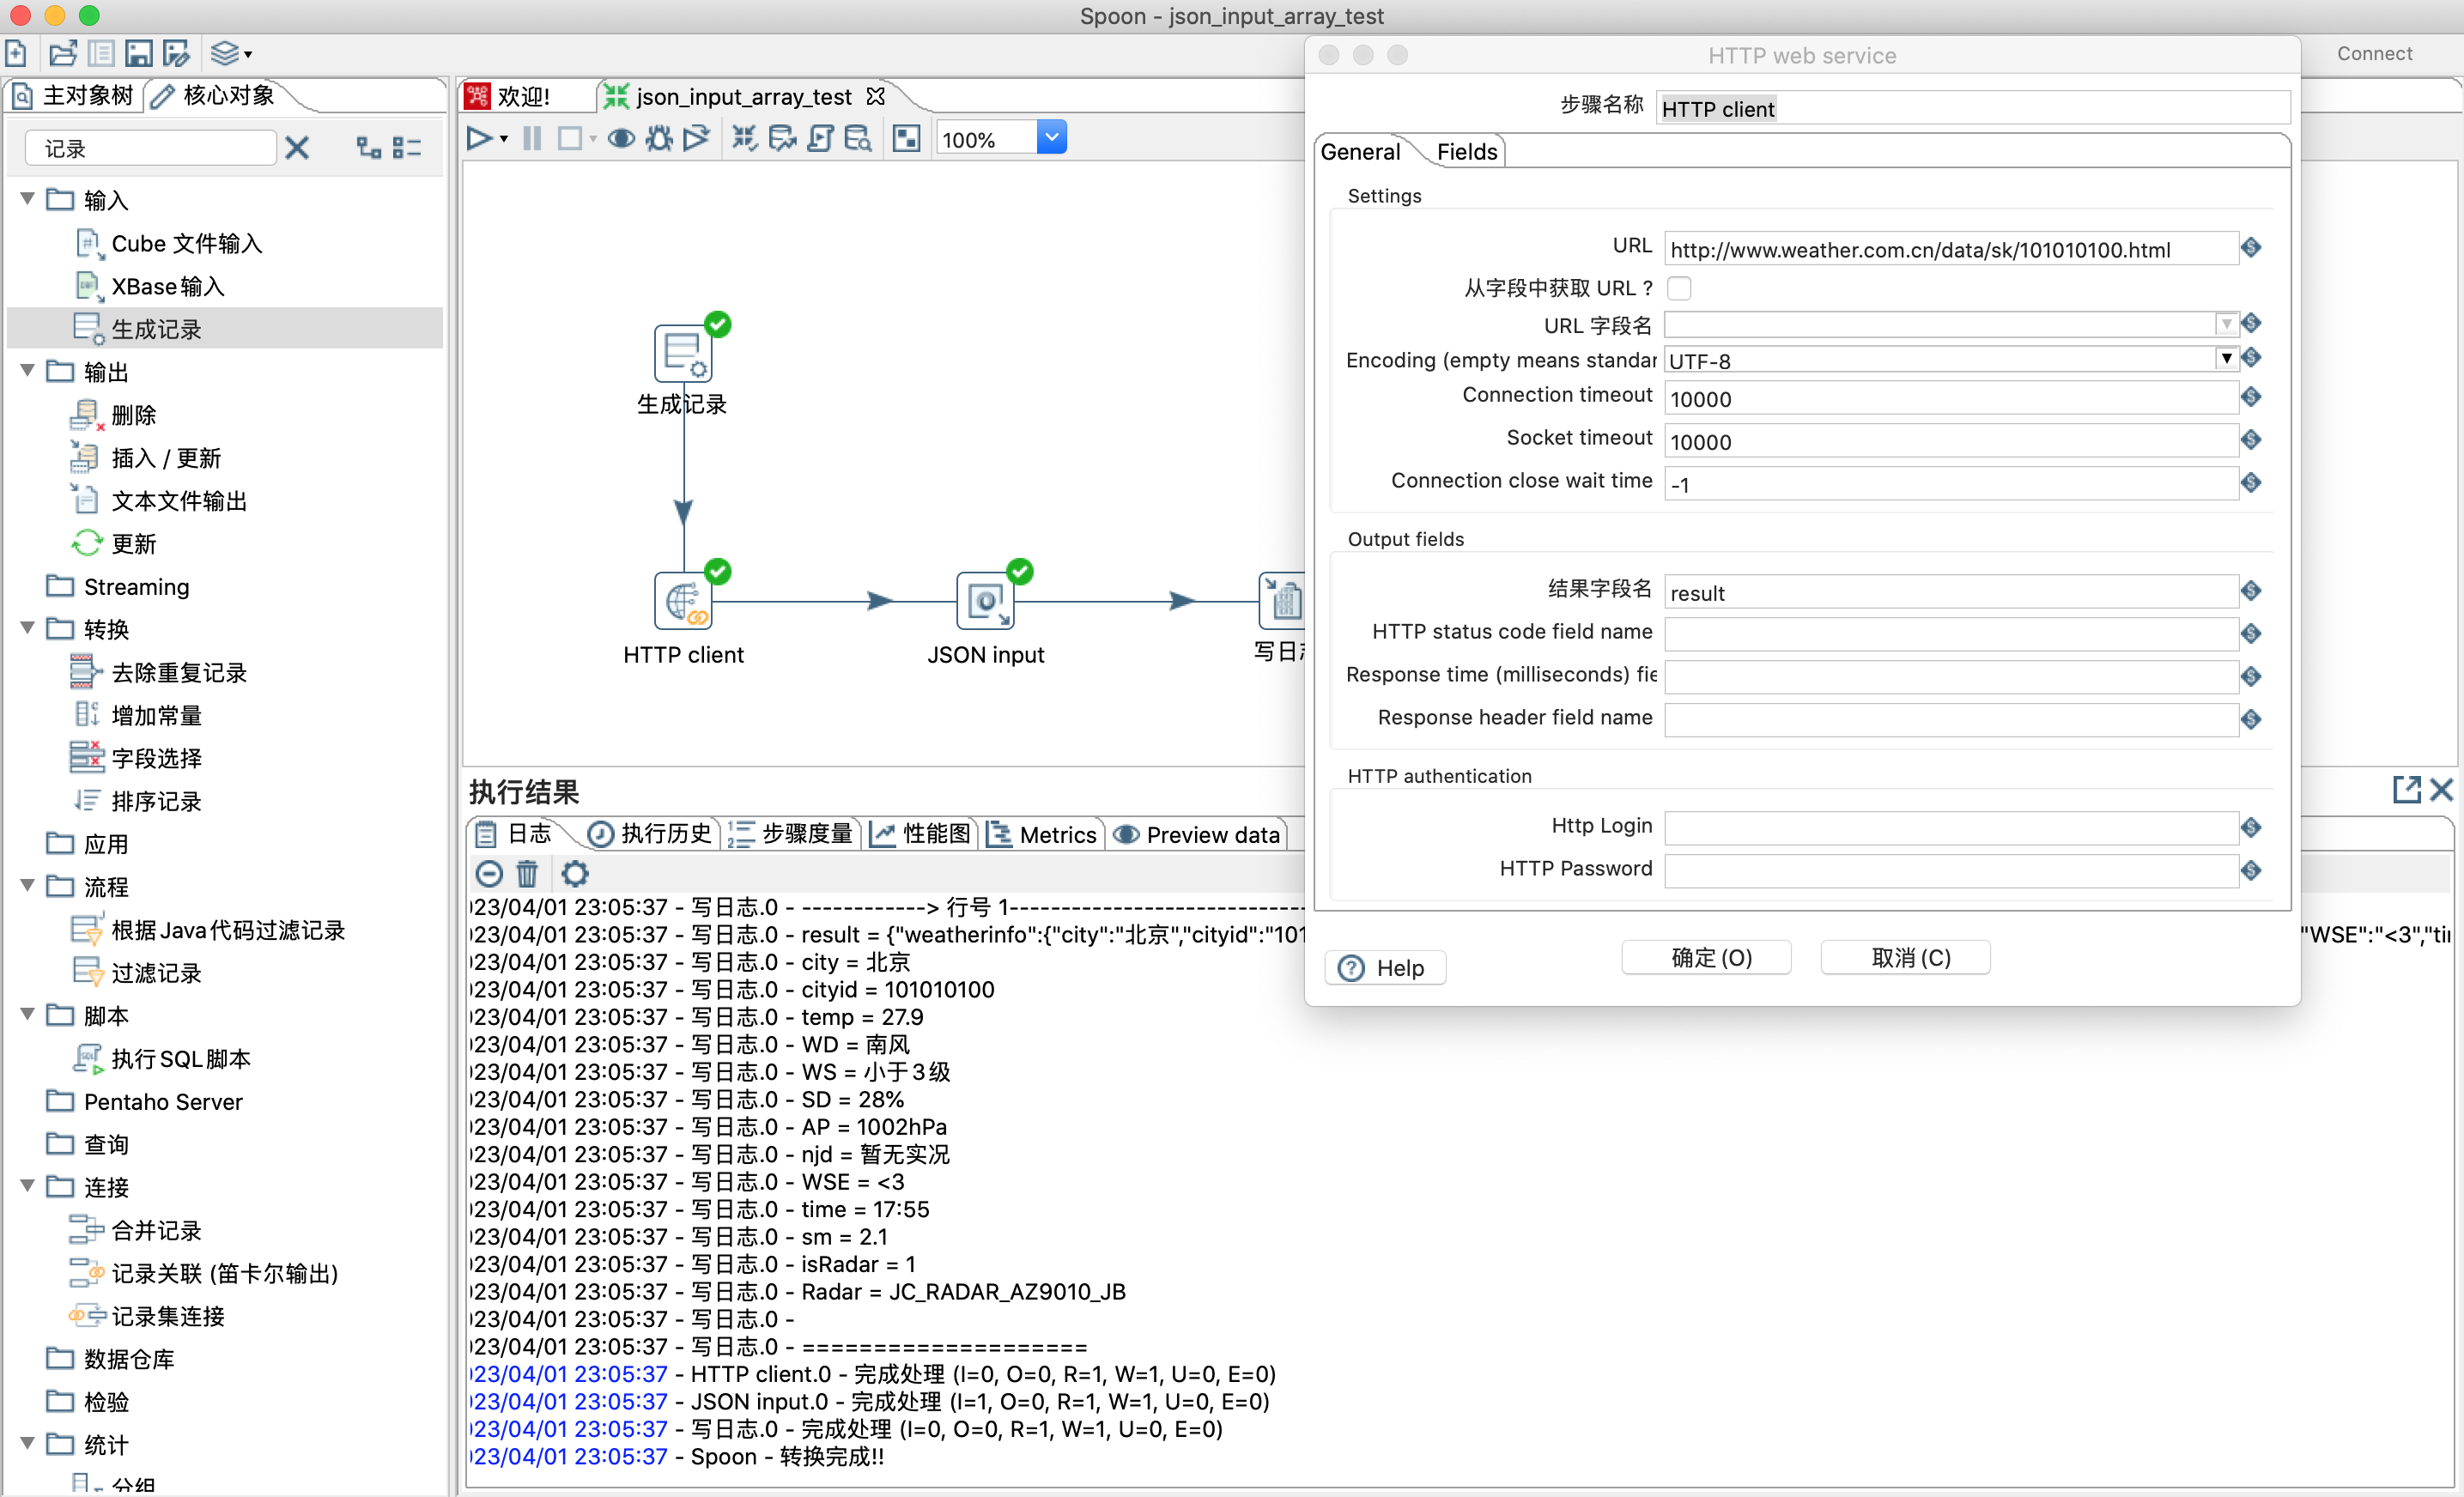 Spoon - json_input_array_test
Connect
主对象树
核心对象
记录
输入
Cube 文件输入
XBase输入
生成记录
输出
删除
插入 / 更新
文本文件输出
更新
Streaming
转换
去除重复记录
增加常量
字段选择
排序记录
应用
流程
根据Java代码过滤记录
过滤记录
脚本
执行SQL脚本
Pentaho Server
查询
连接
合并记录
记录关联 (笛卡尔输出)
记录集连接
数据仓库
检验
统计
分组
欢迎!
json_input_array_test
100%
生成记录
HTTP client
JSON input
写日
执行结果
日志
执行历史
步骤度量
性能图
Metrics
Preview data
023/04/01 23:05:37 - 写日志.0 - ------------> 行号 1------------------------------
023/04/01 23:05:37 - 写日志.0 - result = {"weatherinfo":{"city":"北京","cityid":"101 "WSE":"<3","ti
023/04/01 23:05:37 - 写日志.0 - city = 北京
023/04/01 23:05:37 - 写日志.0 - cityid = 101010100
023/04/01 23:05:37 - 写日志.0 - temp = 27.9
023/04/01 23:05:37 - 写日志.0 - WD = 南风
023/04/01 23:05:37 - 写日志.0 - WS = 小于3级
023/04/01 23:05:37 - 写日志.0 - SD = 28%
023/04/01 23:05:37 - 写日志.0 - AP = 1002hPa
023/04/01 23:05:37 - 写日志.0 - njd = 暂无实况
023/04/01 23:05:37 - 写日志.0 - WSE = <3
023/04/01 23:05:37 - 写日志.0 - time = 17:55
023/04/01 23:05:37 - 写日志.0 - sm = 2.1
023/04/01 23:05:37 - 写日志.0 - isRadar = 1
023/04/01 23:05:37 - 写日志.0 - Radar = JC_RADAR_AZ9010_JB
023/04/01 23:05:37 - 写日志.0 -
023/04/01 23:05:37 - 写日志.0 - ====================
023/04/01 23:05:37 - HTTP client.0 - 完成处理 (I=0, O=0, R=1, W=1, U=0, E=0)
023/04/01 23:05:37 - JSON input.0 - 完成处理 (I=1, O=0, R=1, W=1, U=0, E=0)
023/04/01 23:05:37 - 写日志.0 - 完成处理 (I=0, O=0, R=1, W=1, U=0, E=0)
023/04/01 23:05:37 - Spoon - 转换完成!!
HTTP web service
步骤名称 HTTP client
General
Fields
Settings
URL http://www.weather.com.cn/data/sk/101010100.html
从字段中获取 URL ?
URL 字段名
Encoding (empty means standar UTF-8
Connection timeout 10000
Socket timeout 10000
Connection close wait time -1
Output fields
结果字段名 result
HTTP status code field name
Response time (milliseconds) fie
Response header field name
HTTP authentication
Http Login
HTTP Password
Help
确定 (O)
取消 (C)